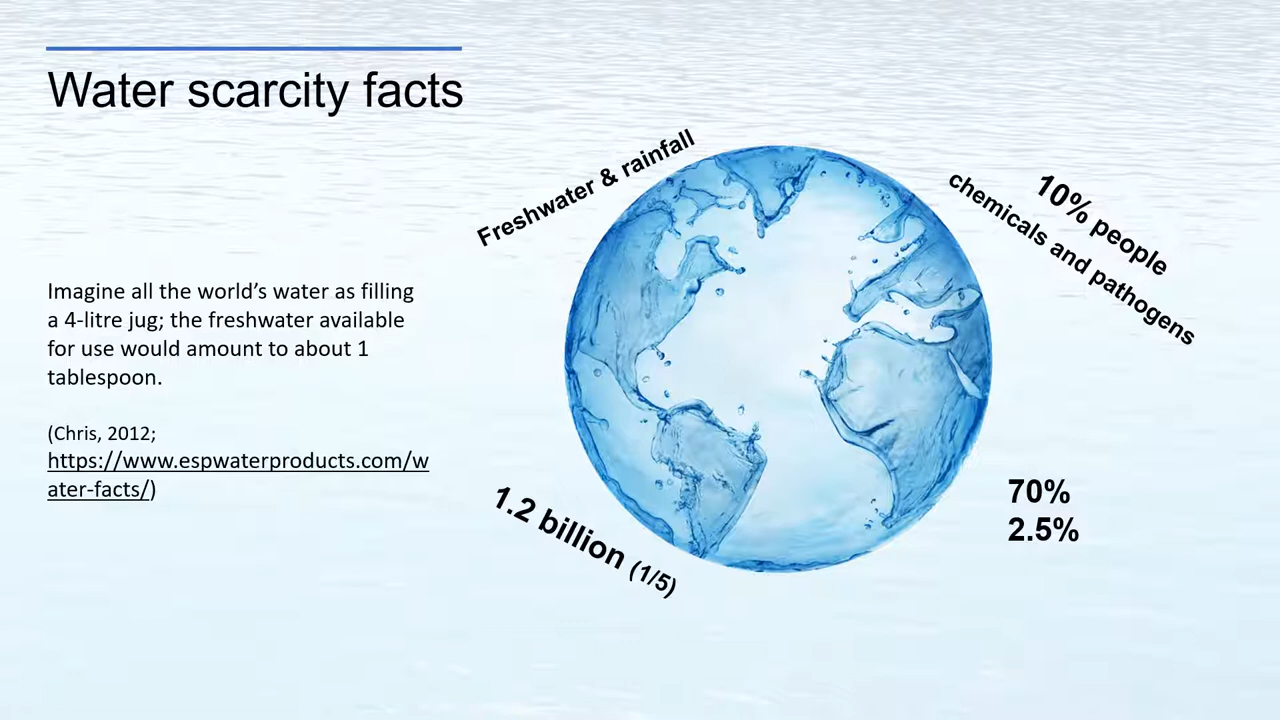 Water scarcity facts
Freshwater & rainfall
10% people
chemicals and pathogens
Imagine all the world’s water as filling
a 4-litre jug; the freshwater available
for use would amount to about 1
tablespoon.
(Chris, 2012;
https://www.espwaterproducts.com/w
ater-facts/)
1.2 billion (1/5)
70%
2.5%